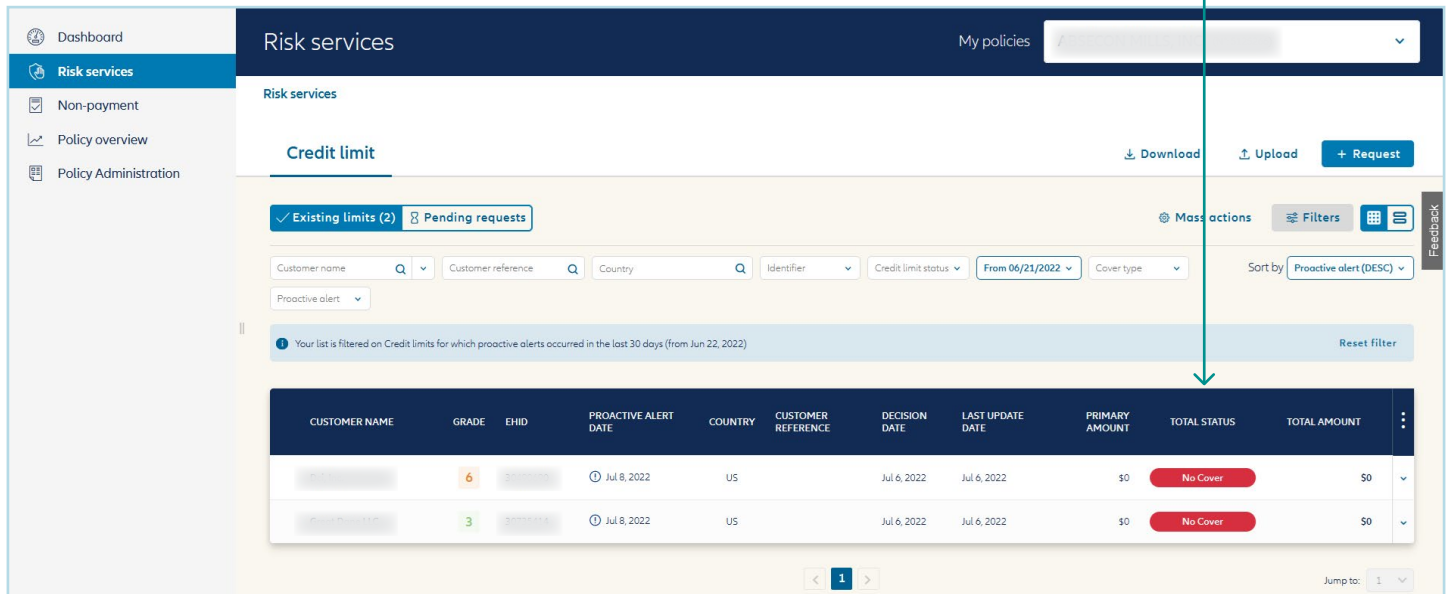 Dashboard
Risk services
Non-payment
Policy overview
Policy Administration
Risk services My policies
Risk services
Credit limit Download Upload + Request
Existing limits (2) Pending requests Mass actions Filters
Customer name Customer reference Country Identifier Credit limit status From 06/21/2022 Cover type Sort by Proactive alert (DESC)
Proactive alert
Your list is filtered on Credit limits for which proactive alerts occurred in the last 30 days (from Jun 22, 2022) Reset filter
CUSTOMER NAME GRADE EHID PROACTIVE ALERT DATE COUNTRY CUSTOMER REFERENCE DECISION DATE LAST UPDATE DATE PRIMARY AMOUNT TOTAL STATUS TOTAL AMOUNT
6 Jul 8, 2022 US Jul 6, 2022 Jul 6, 2022 $0 No Cover $0
3 Jul 8, 2022 US Jul 6, 2022 Jul 6, 2022 $0 No Cover $0
< 1 > Jump to: 1
Feedback